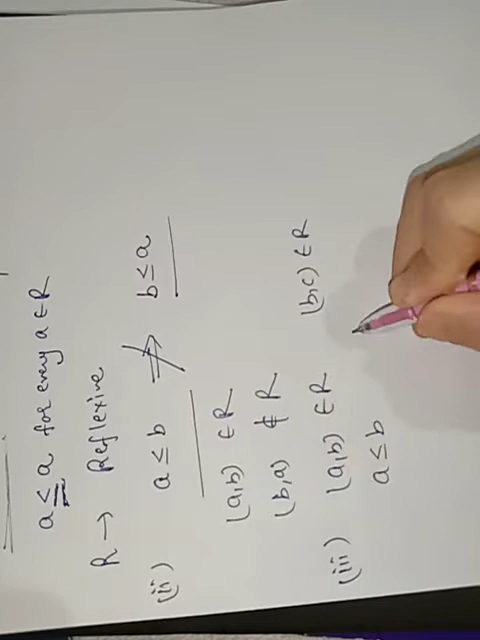 a ≤ a for every a ∈ R
R → Reflexive
(ii) a ≤ b ⇏ b ≤ a
(a,b) ∈ R
(b,a) ∉ R
(iii) (a,b) ∈ R (b,c) ∈ R
a ≤ b